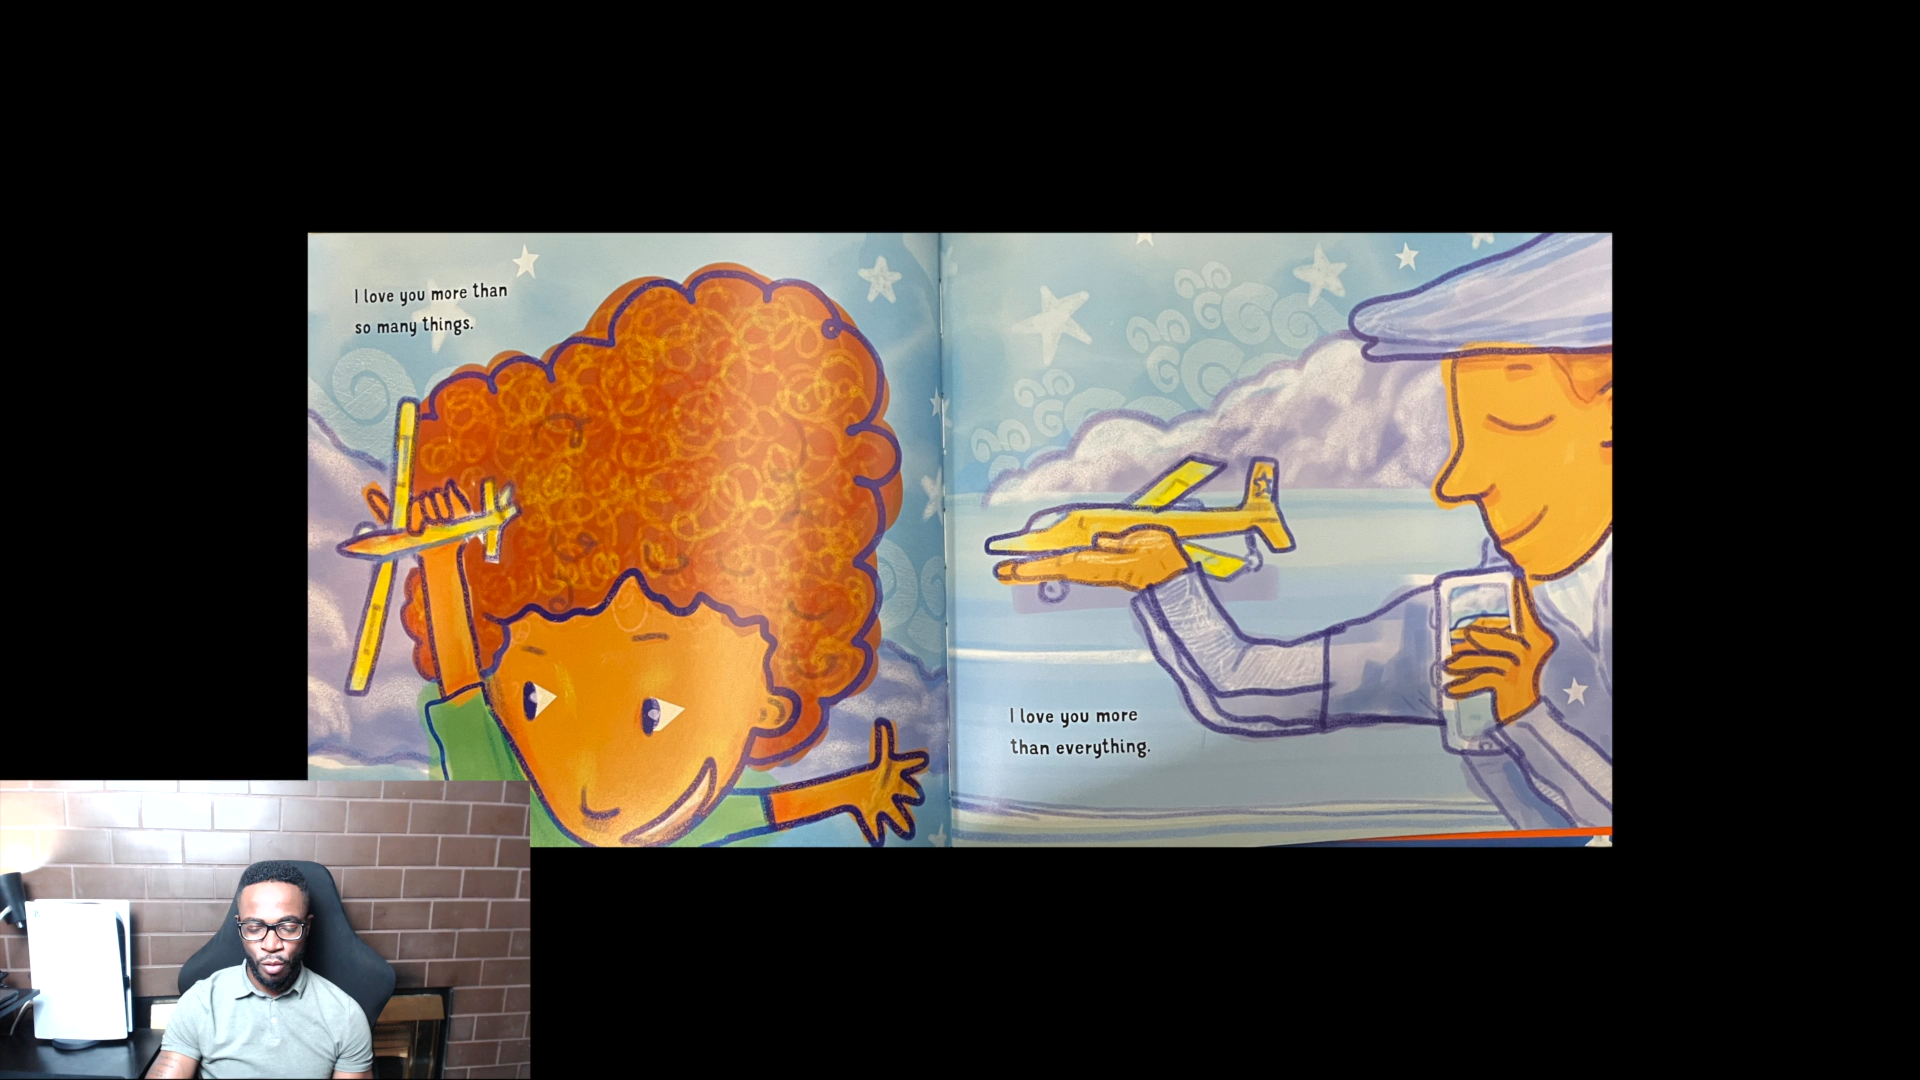 I love you more than
so many things.
I love you more
than everything.